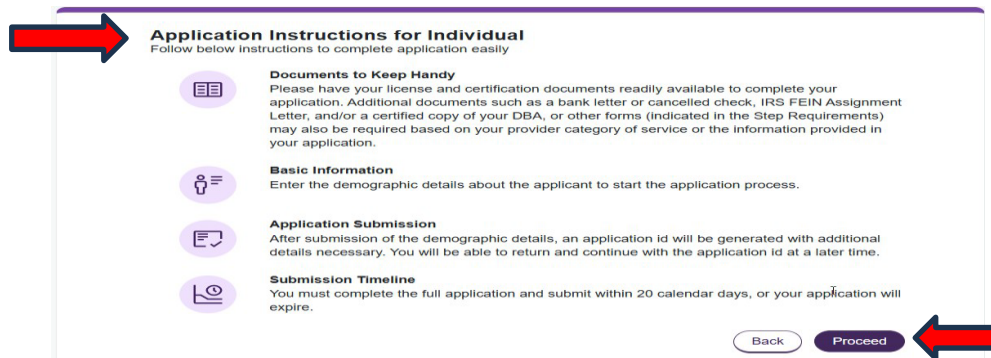 Application Instructions for Individual
Follow below instructions to complete application easily
Documents to Keep Handy
Please have your license and certification documents readily available to complete your
application. Additional documents such as a bank letter or cancelled check, IRS FEIN Assignment
Letter, and/or a certified copy of your DBA, or other forms (indicated in the Step Requirements)
may also be required based on your provider category of service or the information provided in
your application.
Basic Information
Enter the demographic details about the applicant to start the application process.
Application Submission
After submission of the demographic details, an application id will be generated with additional
details necessary. You will be able to return and continue with the application id at a later time.
Submission Timeline
You must complete the full application and submit within 20 calendar days, or your application will
expire.
Back
Proceed